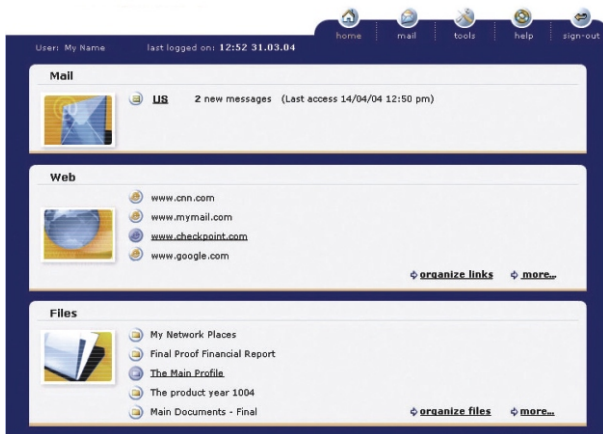 home mail tools help sign-out
User: My Name last logged on: 12:52 31.03.04
Mail
US 2 new messages (Last access 14/04/04 12:50 pm)
Web
www.cnn.com
www.mymail.com
www.checkpoint.com
www.google.com
organize links more...
Files
My Network Places
Final Proof Financial Report
The Main Profile
The product year 1004
Main Documents - Final organize files more...